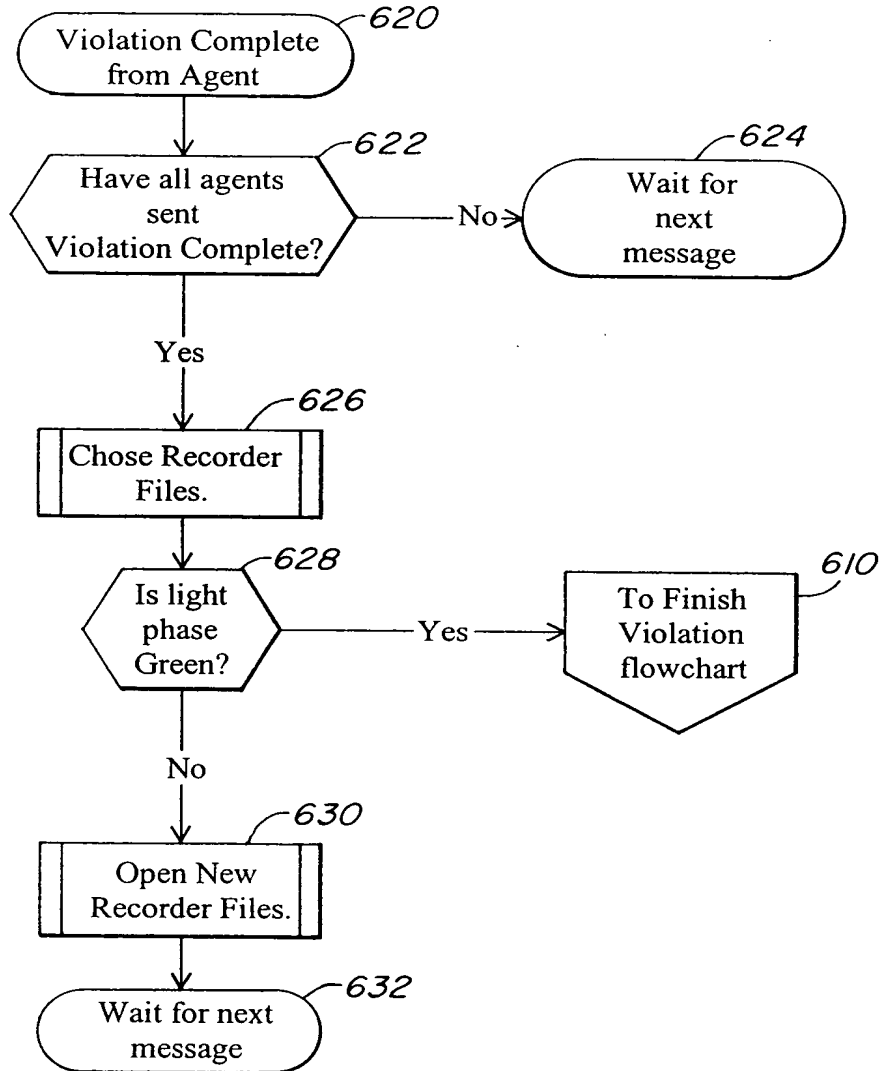 Violation Complete
from Agent
620
Have all agents
sent
Violation Complete?
622
No
Wait for
next
message
624
Yes
Chose Recorder
Files.
626
Is light
phase
Green?
628
Yes
To Finish
Violation
flowchart
610
No
Open New
Recorder Files.
630
Wait for next
message
632